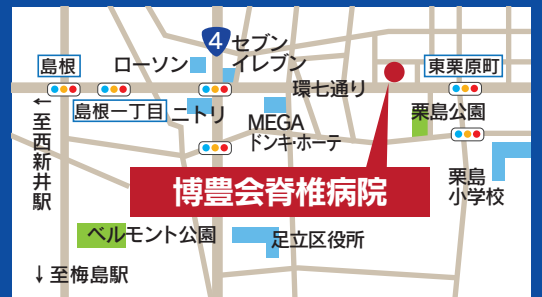 4
セブン
イレブン
ローソン
島根
東栗原町
環七通り
島根一丁目
ニトリ
MEGA
ドンキ・ホーテ
栗島公園
←至西新井駅
博豊会脊椎病院
栗島
小学校
ベルモント公園
足立区役所
↓至梅島駅